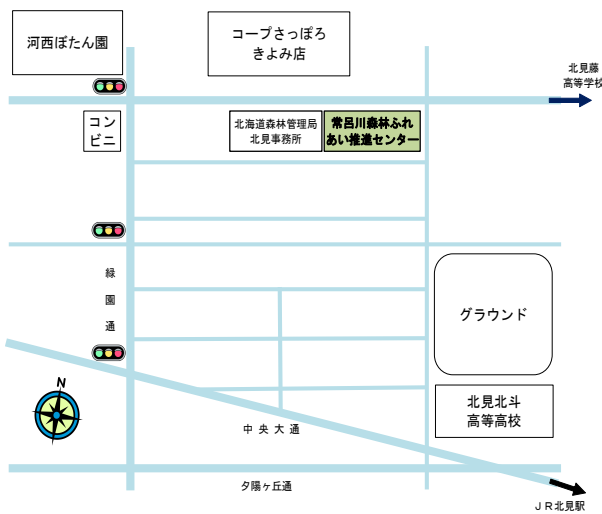 河西ぼたん園
コープさっぽろ
きよみ店
北見藤
高等学校
コン
ビニ
北海道森林管理局
北見事務所
常呂川森林ふれ
あい推進センター
緑園通
グラウンド
N
北見北斗
高等高校
中央大通
夕陽ヶ丘通
JR北見駅